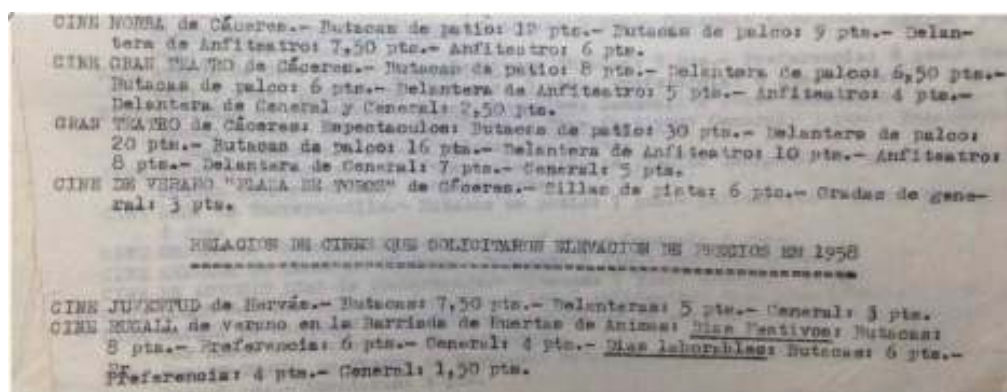 CINE NORBA de Cáceres.- Butacas de patio: 12 pts.- Butacas de palco: 9 pts.- Delan-
tera de Anfiteatro: 7,50 pts.- Anfiteatro: 6 pts.
CINE GRAN TEATRO de Cáceres.- Butacas de patio: 8 pts.- Delantera de palco: 6,50 pts.-
Butacas de palco: 6 pts.- Delantera de Anfiteatro: 5 pts.- Anfiteatro: 4 pts.-
Delantera de General y General: 2,50 pts.
GRAN TEATRO de Cáceres: Espectaculos: Butacas de patio: 30 pts.- Delantera de palco:
20 pts.- Butacas de palco: 16 pts.- Delantera de Anfiteatro: 10 pts.- Anfiteatro:
8 pts.- Delantera de General: 7 pts.- General: 5 pts.
CINE DE VERANO "PLAZA DE TOROS" de Cáceres.- Sillas de pista: 6 pts.- Gradas de gene-
ral: 3 pts.
RELACION DE CINES QUE SOLICITARON ELEVACION DE PRECIOS EN 1958
CINE JUVENTUD de Hervás.- Butacas: 7,50 pts.- Delanteras: 5 pts.- General: 3 pts.
CINE BUGALL de verano en la Barriada de Huertas de Animas: Dias Festivos: Butacas:
8 pts.- Preferencia: 6 pts.- General: 4 pts.- Dias laborables: Butacas: 6 pts.-
Preferencia: 4 pts.- General: 1,50 pts.